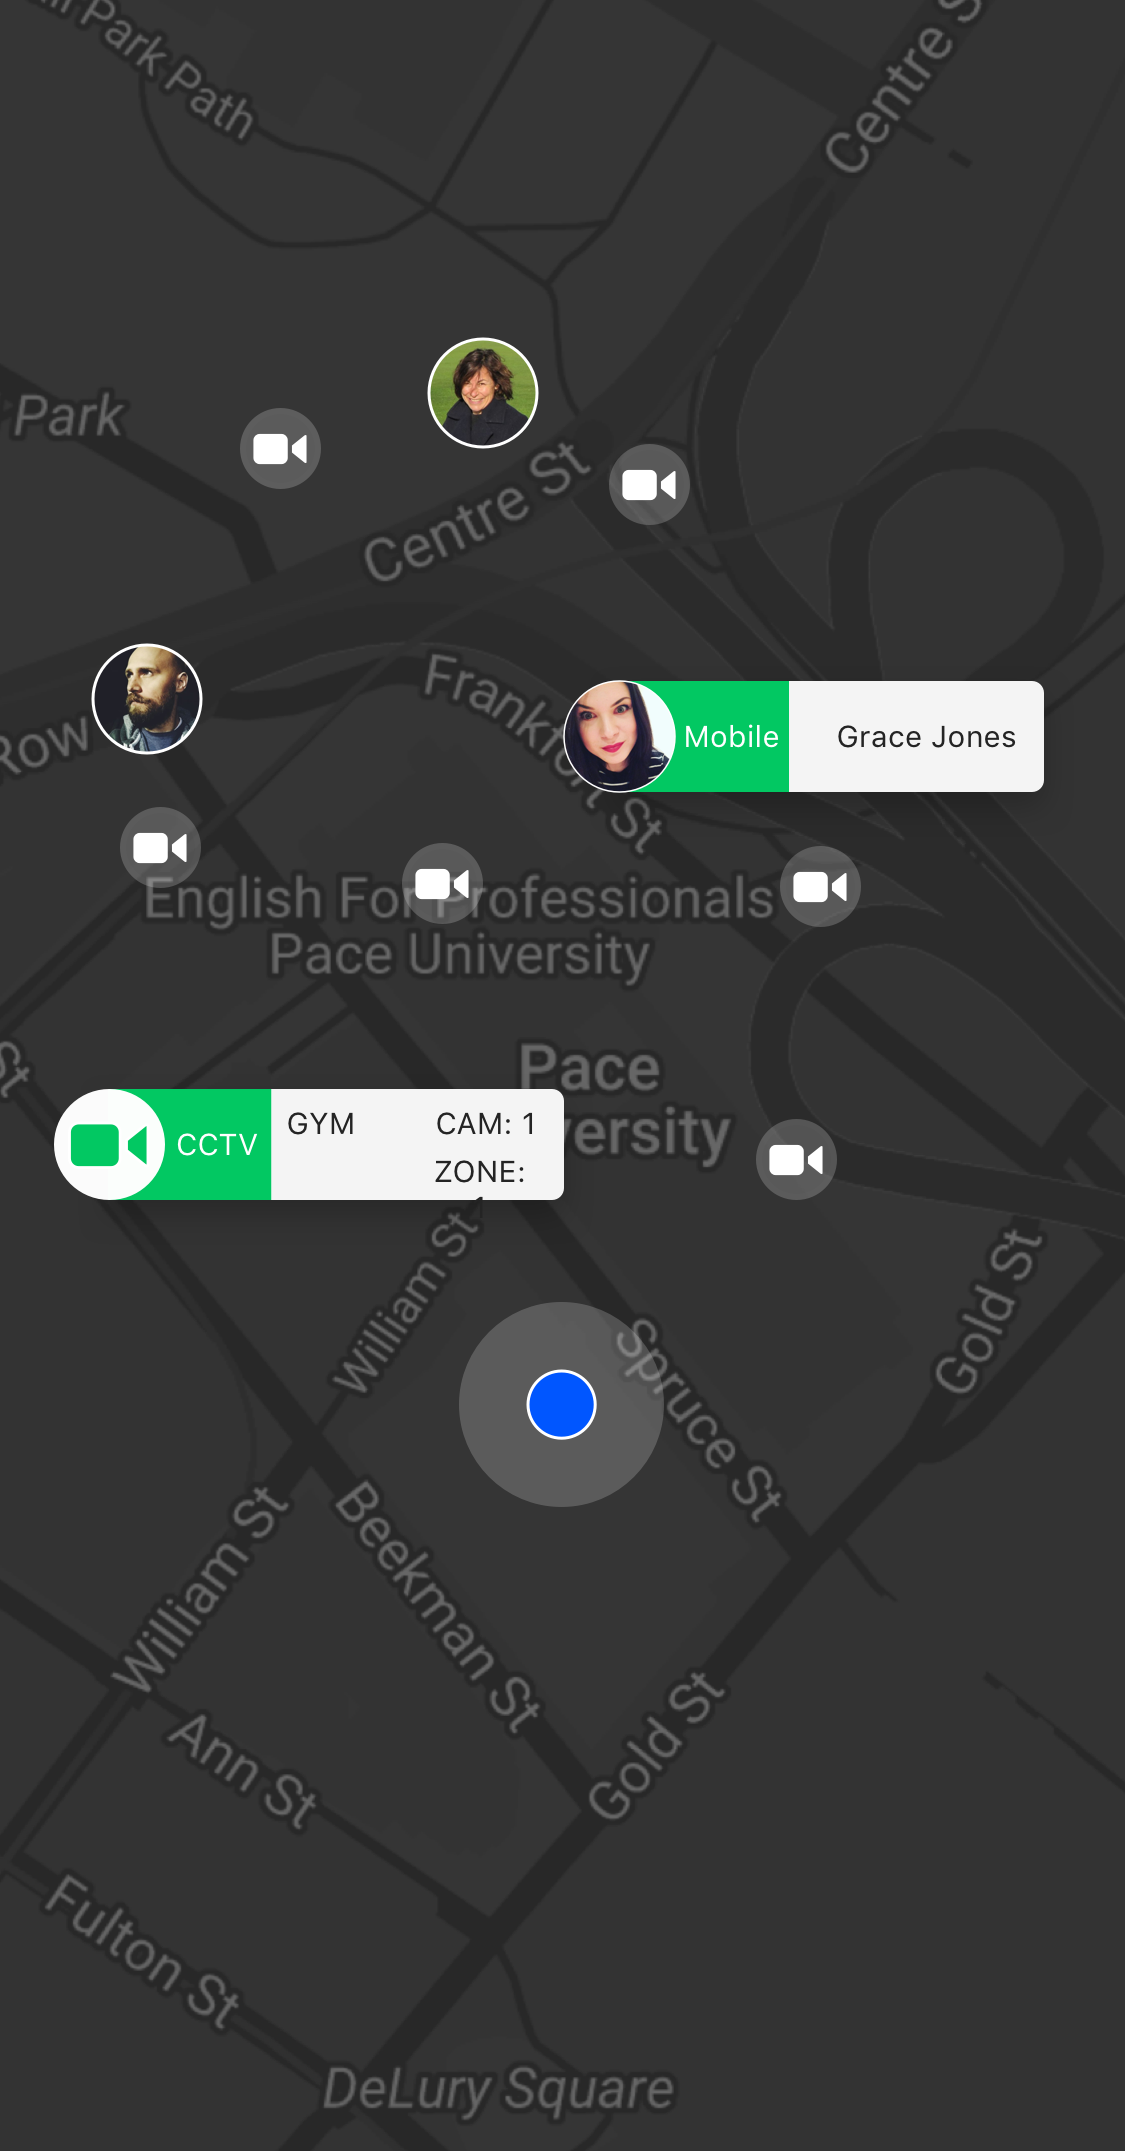 Park Path
Centre S
Park
Centre St
Row
Frankfort St
Mobile
Grace Jones
English For Professionals
Pace University
Pace
versity
St
CCTV
GYM
CAM: 1
ZONE:
William St
Spruce St
Gold St
William St
Beekman St
Gold St
Ann St
Fulton St
DeLury Square